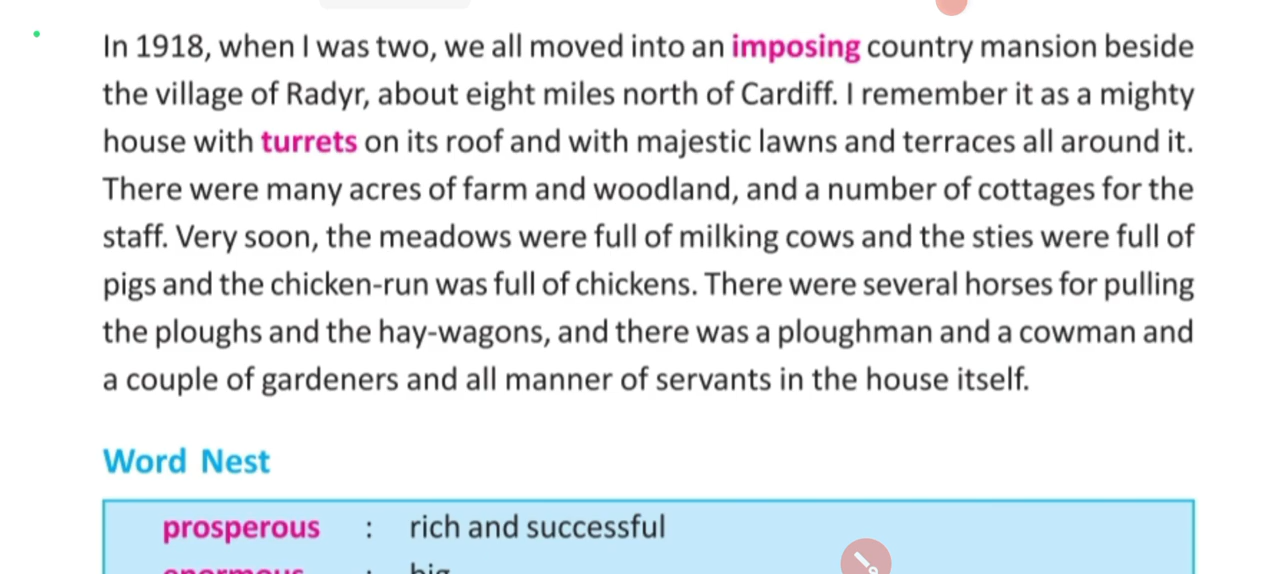 In 1918, when I was two, we all moved into an imposing country mansion beside
the village of Radyr, about eight miles north of Cardiff. I remember it as a mighty
house with turrets on its roof and with majestic lawns and terraces all around it.
There were many acres of farm and woodland, and a number of cottages for the
staff. Very soon, the meadows were full of milking cows and the sties were full of
pigs and the chicken-run was full of chickens. There were several horses for pulling
the ploughs and the hay-wagons, and there was a ploughman and a cowman and
a couple of gardeners and all manner of servants in the house itself.
Word Nest
prosperous : rich and successful
enormous : big